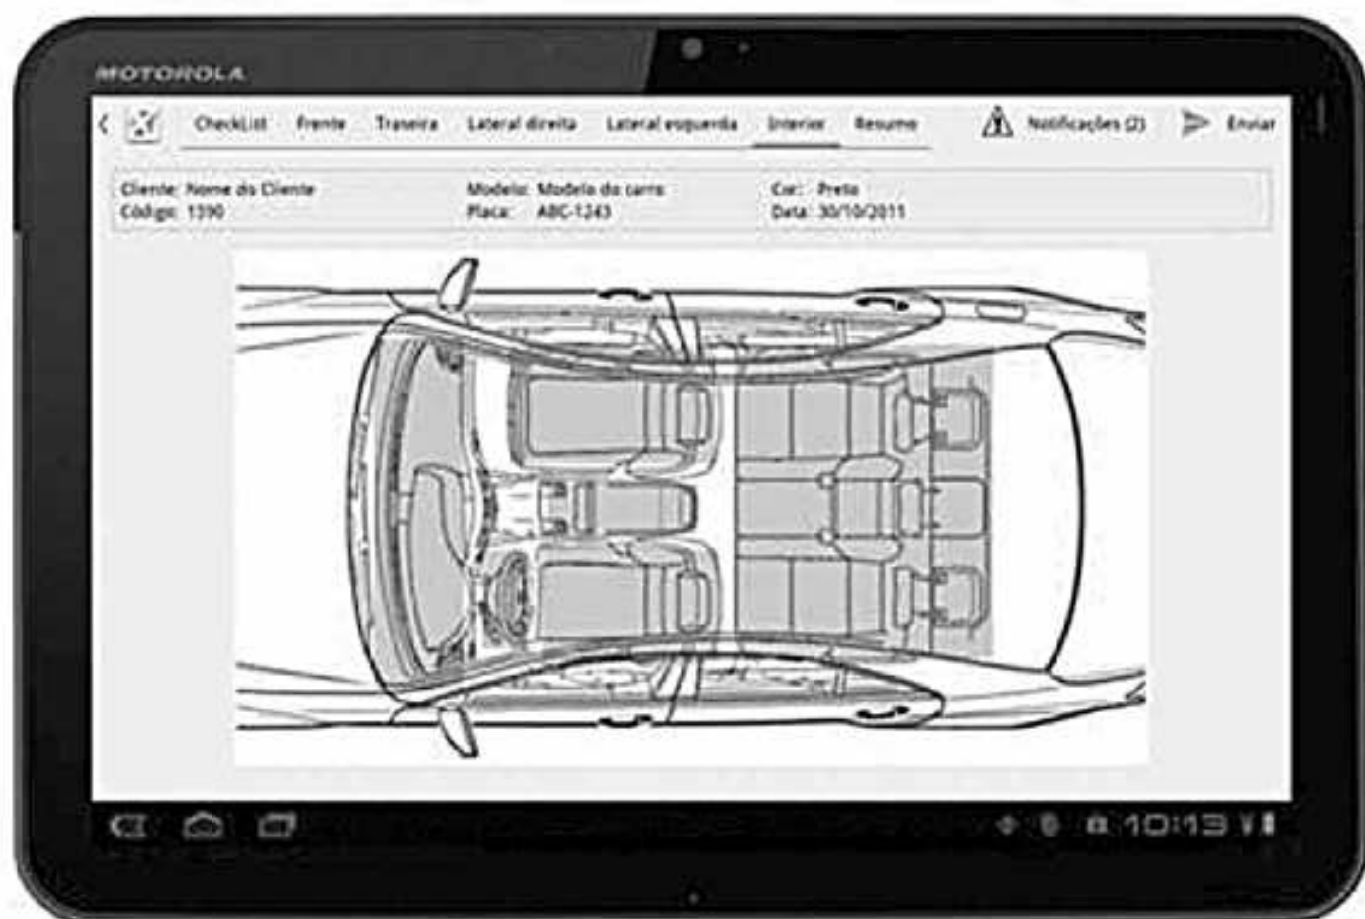 MOTOROLA
CheckList Frente Traseira Lateral direita Lateral esquerda Interior Resumo Notificações (2) Enviar
Cliente: Nome do Cliente Modelo: Modelo do carro Cor: Preto
Código: 1390 Placa: ABC-1243 Data: 30/10/2011
10:13